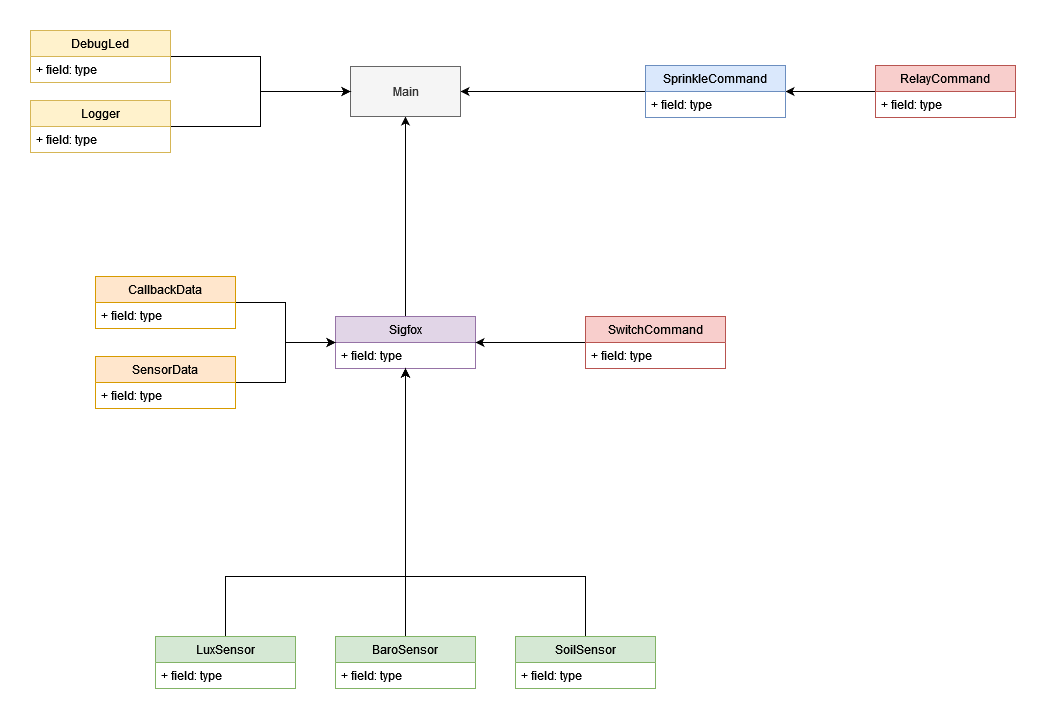 DebugLed
+ field: type
Logger
+ field: type
Main
SprinkleCommand
+ field: type
RelayCommand
+ field: type
CallbackData
+ field: type
SensorData
+ field: type
Sigfox
+ field: type
SwitchCommand
+ field: type
LuxSensor
+ field: type
BaroSensor
+ field: type
SoilSensor
+ field: type